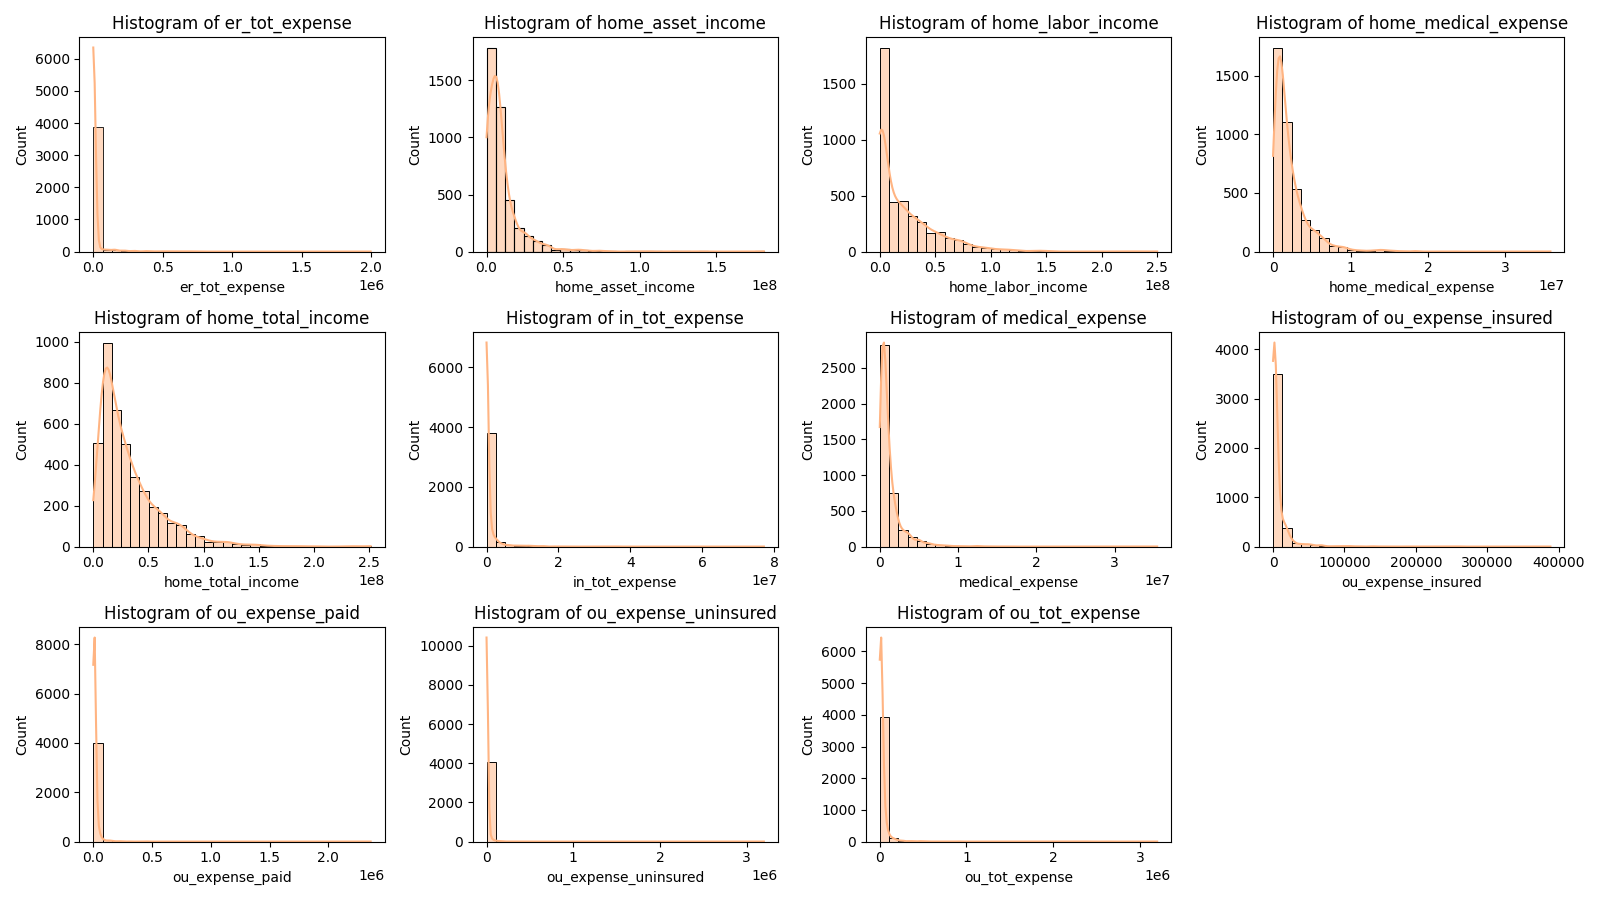 Histogram of er_tot_expense
Count
6000
5000
4000
3000
2000
1000
0
0.0 0.5 1.0 1.5 2.0
1e6
er_tot_expense
Histogram of home_asset_income
Count
1500
1000
500
0
0.0 0.5 1.0 1.5
1e8
home_asset_income
Histogram of home_labor_income
Count
1500
1000
500
0
0.0 0.5 1.0 1.5 2.0 2.5
1e8
home_labor_income
Histogram of home_medical_expense
Count
1500
1000
500
0
0 1 2 3
1e7
home_medical_expense
Histogram of home_total_income
Count
1000
800
600
400
200
0
0.0 0.5 1.0 1.5 2.0 2.5
1e8
home_total_income
Histogram of in_tot_expense
Count
6000
4000
2000
0
0 2 4 6 8
1e7
in_tot_expense
Histogram of medical_expense
Count
2500
2000
1500
1000
500
0
0 1 2 3
1e7
medical_expense
Histogram of ou_expense_insured
Count
4000
3000
2000
1000
0
0 100000 200000 300000 400000
ou_expense_insured
Histogram of ou_expense_paid
Count
8000
6000
4000
2000
0
0.0 0.5 1.0 1.5 2.0
1e6
ou_expense_paid
Histogram of ou_expense_uninsured
Count
10000
8000
6000
4000
2000
0
0 1 2 3
1e6
ou_expense_uninsured
Histogram of ou_tot_expense
Count
6000
5000
4000
3000
2000
1000
0
0 1 2 3
1e6
ou_tot_expense